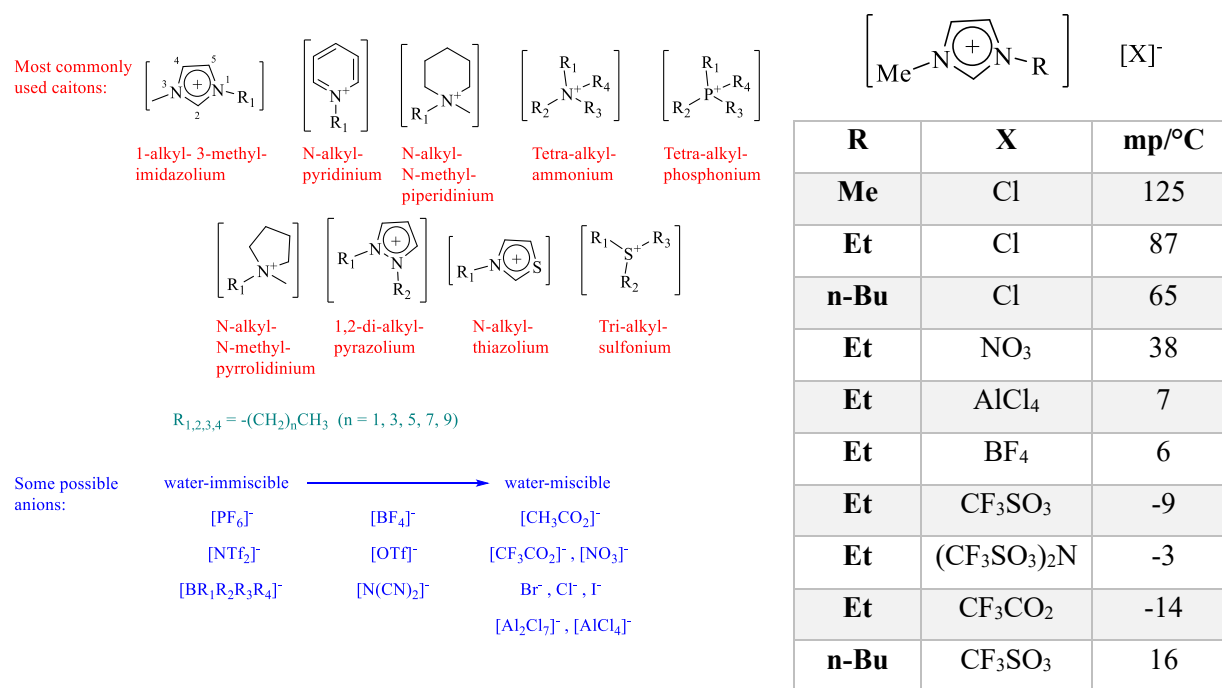 Most commonly
used caitons:
4 5
3 N + N 1
2 R₁
N⁺
R₁
N⁺
R₁
R₁
R₂ N⁺ R₄
R₃
R₁
R₂ P⁺ R₄
R₃
1-alkyl- 3-methyl-
imidazolium
N-alkyl-
pyridinium
N-alkyl-
N-methyl-
piperidinium
Tetra-alkyl-
ammonium
Tetra-alkyl-
phosphonium
N⁺
R₁
R₁ N + N
R₂
R₁ N + S
R₁ S⁺ R₃
R₂
N-alkyl-
N-methyl-
pyrrolidinium
1,2-di-alkyl-
pyrazolium
N-alkyl-
thiazolium
Tri-alkyl-
sulfonium
R₁,₂,₃,₄ = -(CH₂)ₙCH₃ (n = 1, 3, 5, 7, 9)
Some possible
anions:
water-immiscible water-miscible
[PF₆]⁻ [BF₄]⁻ [CH₃CO₂]⁻
[NTf₂]⁻ [OTf]⁻ [CF₃CO₂]⁻ , [NO₃]⁻
[BR₁R₂R₃R₄]⁻ [N(CN)₂]⁻ Br⁻ , Cl⁻ , I⁻
[Al₂Cl₇]⁻ , [AlCl₄]⁻
Me N + N R [X]⁻
R X mp/°C
Me Cl 125
Et Cl 87
n-Bu Cl 65
Et NO₃ 38
Et AlCl₄ 7
Et BF₄ 6
Et CF₃SO₃ -9
Et (CF₃SO₃)₂N -3
Et CF₃CO₂ -14
n-Bu CF₃SO₃ 16